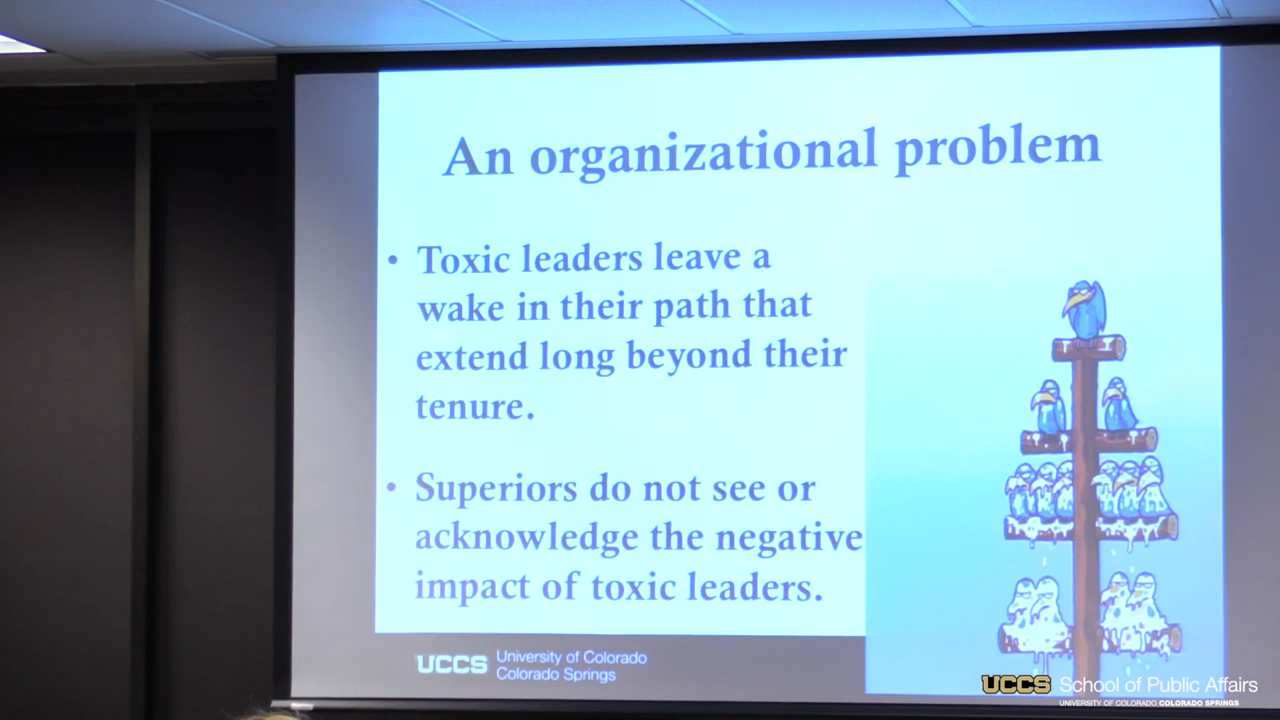 An organizational problem
• Toxic leaders leave a
wake in their path that
extend long beyond their
tenure.
• Superiors do not see or
acknowledge the negative
impact of toxic leaders.
UCCS University of Colorado
Colorado Springs
UCCS School of Public Affairs
UNIVERSITY OF COLORADO COLORADO SPRINGS